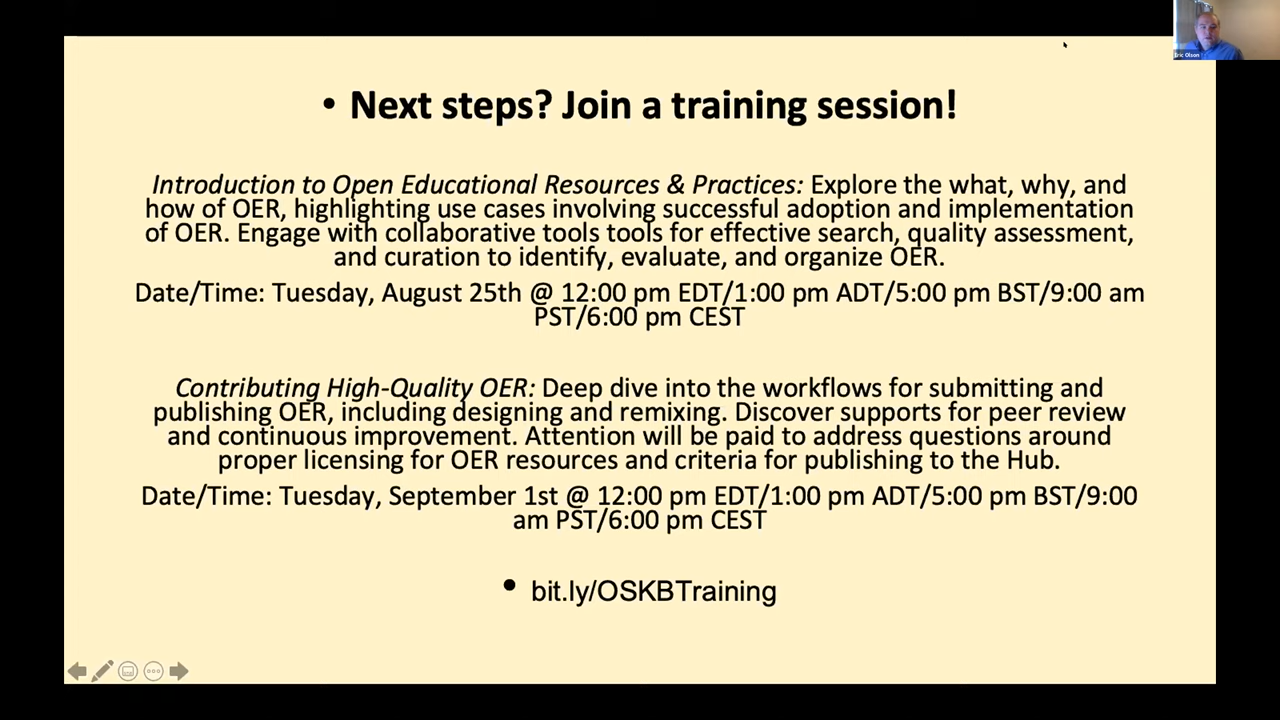 Eric Olson
• Next steps? Join a training session!
Introduction to Open Educational Resources & Practices: Explore the what, why, and
how of OER, highlighting use cases involving successful adoption and implementation
of OER. Engage with collaborative tools tools for effective search, quality assessment,
and curation to identify, evaluate, and organize OER.
Date/Time: Tuesday, August 25th @ 12:00 pm EDT/1:00 pm ADT/5:00 pm BST/9:00 am
PST/6:00 pm CEST
Contributing High-Quality OER: Deep dive into the workflows for submitting and
publishing OER, including designing and remixing. Discover supports for peer review
and continuous improvement. Attention will be paid to address questions around
proper licensing for OER resources and criteria for publishing to the Hub.
Date/Time: Tuesday, September 1st @ 12:00 pm EDT/1:00 pm ADT/5:00 pm BST/9:00
am PST/6:00 pm CEST
• bit.ly/OSKBTraining